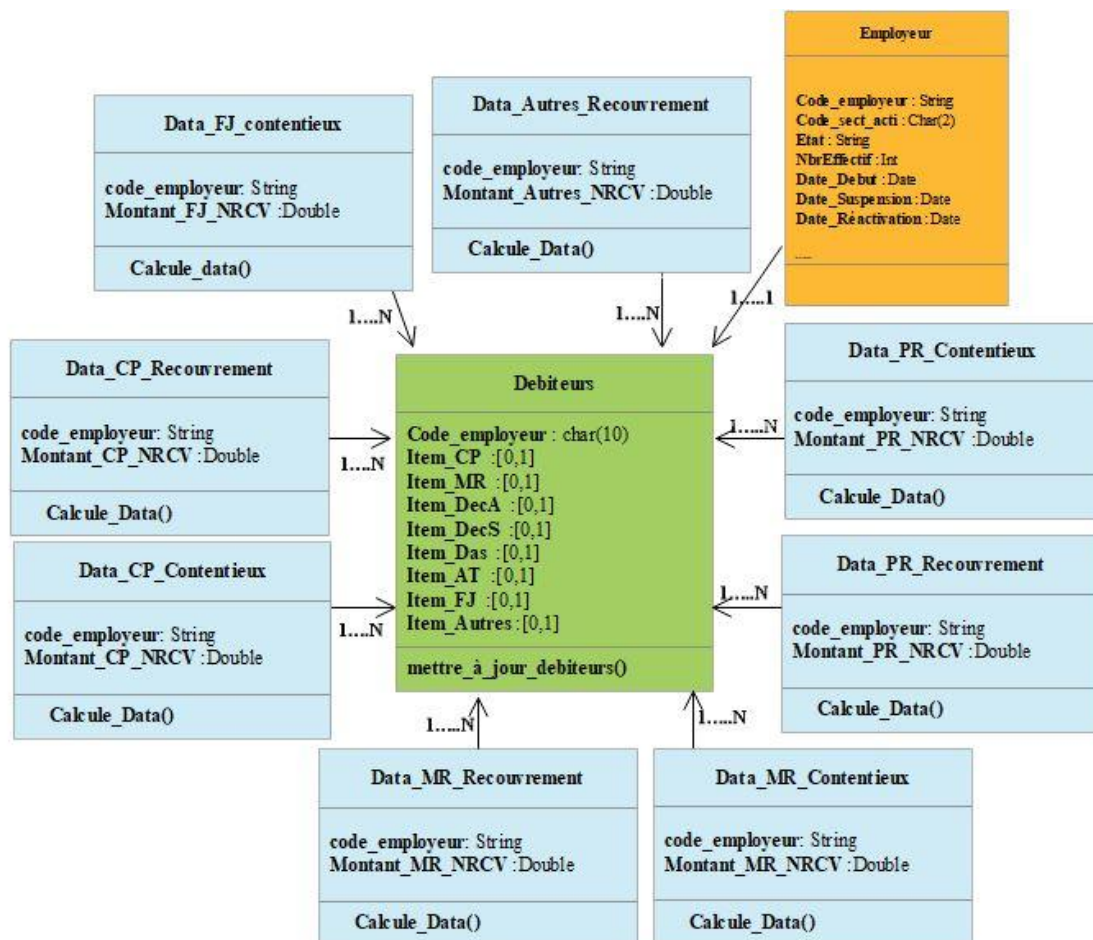 Employeur
Code_employeur : String
Code_sect_acti : Char(2)
Etat : String
NbrEffectif : Int
Date_Debut : Date
Date_Suspension : Date
Date_Réactivation : Date
.....
1.....1
Data_Autres_Recouvrement
code_employeur: String
Montant_Autres_NRCV :Double
Calcule_Data()
1....N
Data_FJ_contentieux
code_employeur: String
Montant_FJ_NRCV :Double
Calcule_data()
1....N
Data_CP_Recouvrement
code_employeur: String
Montant_CP_NRCV :Double
Calcule_Data()
1....N
Debiteurs
Code_employeur : char(10)
Item_CP :[0,1]
Item_MR :[0,1]
Item_DecA :[0,1]
Item_DecS :[0,1]
Item_Das :[0,1]
Item_AT :[0,1]
Item_FJ :[0,1]
Item_Autres :[0,1]
mettre_à_jour_debiteurs()
Data_PR_Contentieux
code_employeur: String
Montant_PR_NRCV :Double
Calcule_Data()
1.....N
Data_CP_Contentieux
code_employeur: String
Montant_CP_NRCV :Double
Calcule_Data()
1....N
Data_PR_Recouvrement
code_employeur: String
Montant_PR_NRCV :Double
Calcule_Data()
1.....N
1.....N
Data_MR_Recouvrement
code_employeur: String
Montant_MR_NRCV :Double
Calcule_Data()
1.....N
Data_MR_Contentieux
code_employeur: String
Montant_MR_NRCV :Double
Calcule_Data()